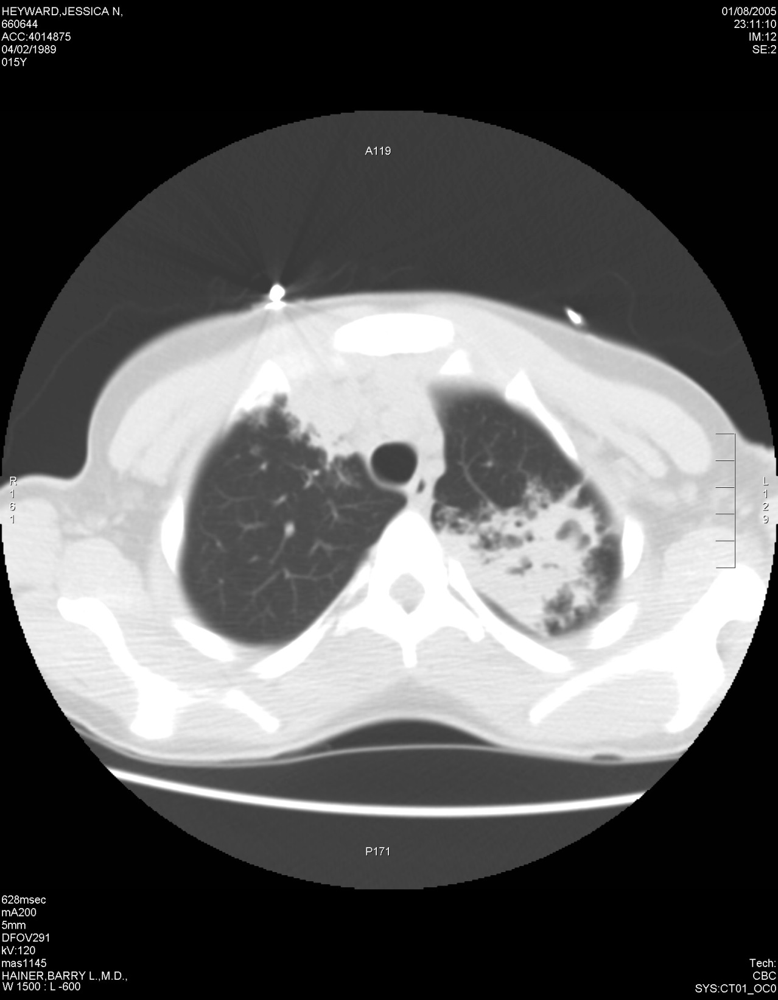 HEYWARD,JESSICA N,
660644
ACC:4014875
04/02/1989
015Y
01/08/2005
23:11:10
IM:12
SE:2
A119
R
1
6
1
L
1
2
9
P171
628msec
mA200
5mm
DFOV291
kV:120
mas1145
HAINER,BARRY L.,M.D.,
W 1500 : L -600
Tech:
CBC
SYS:CT01_OC0